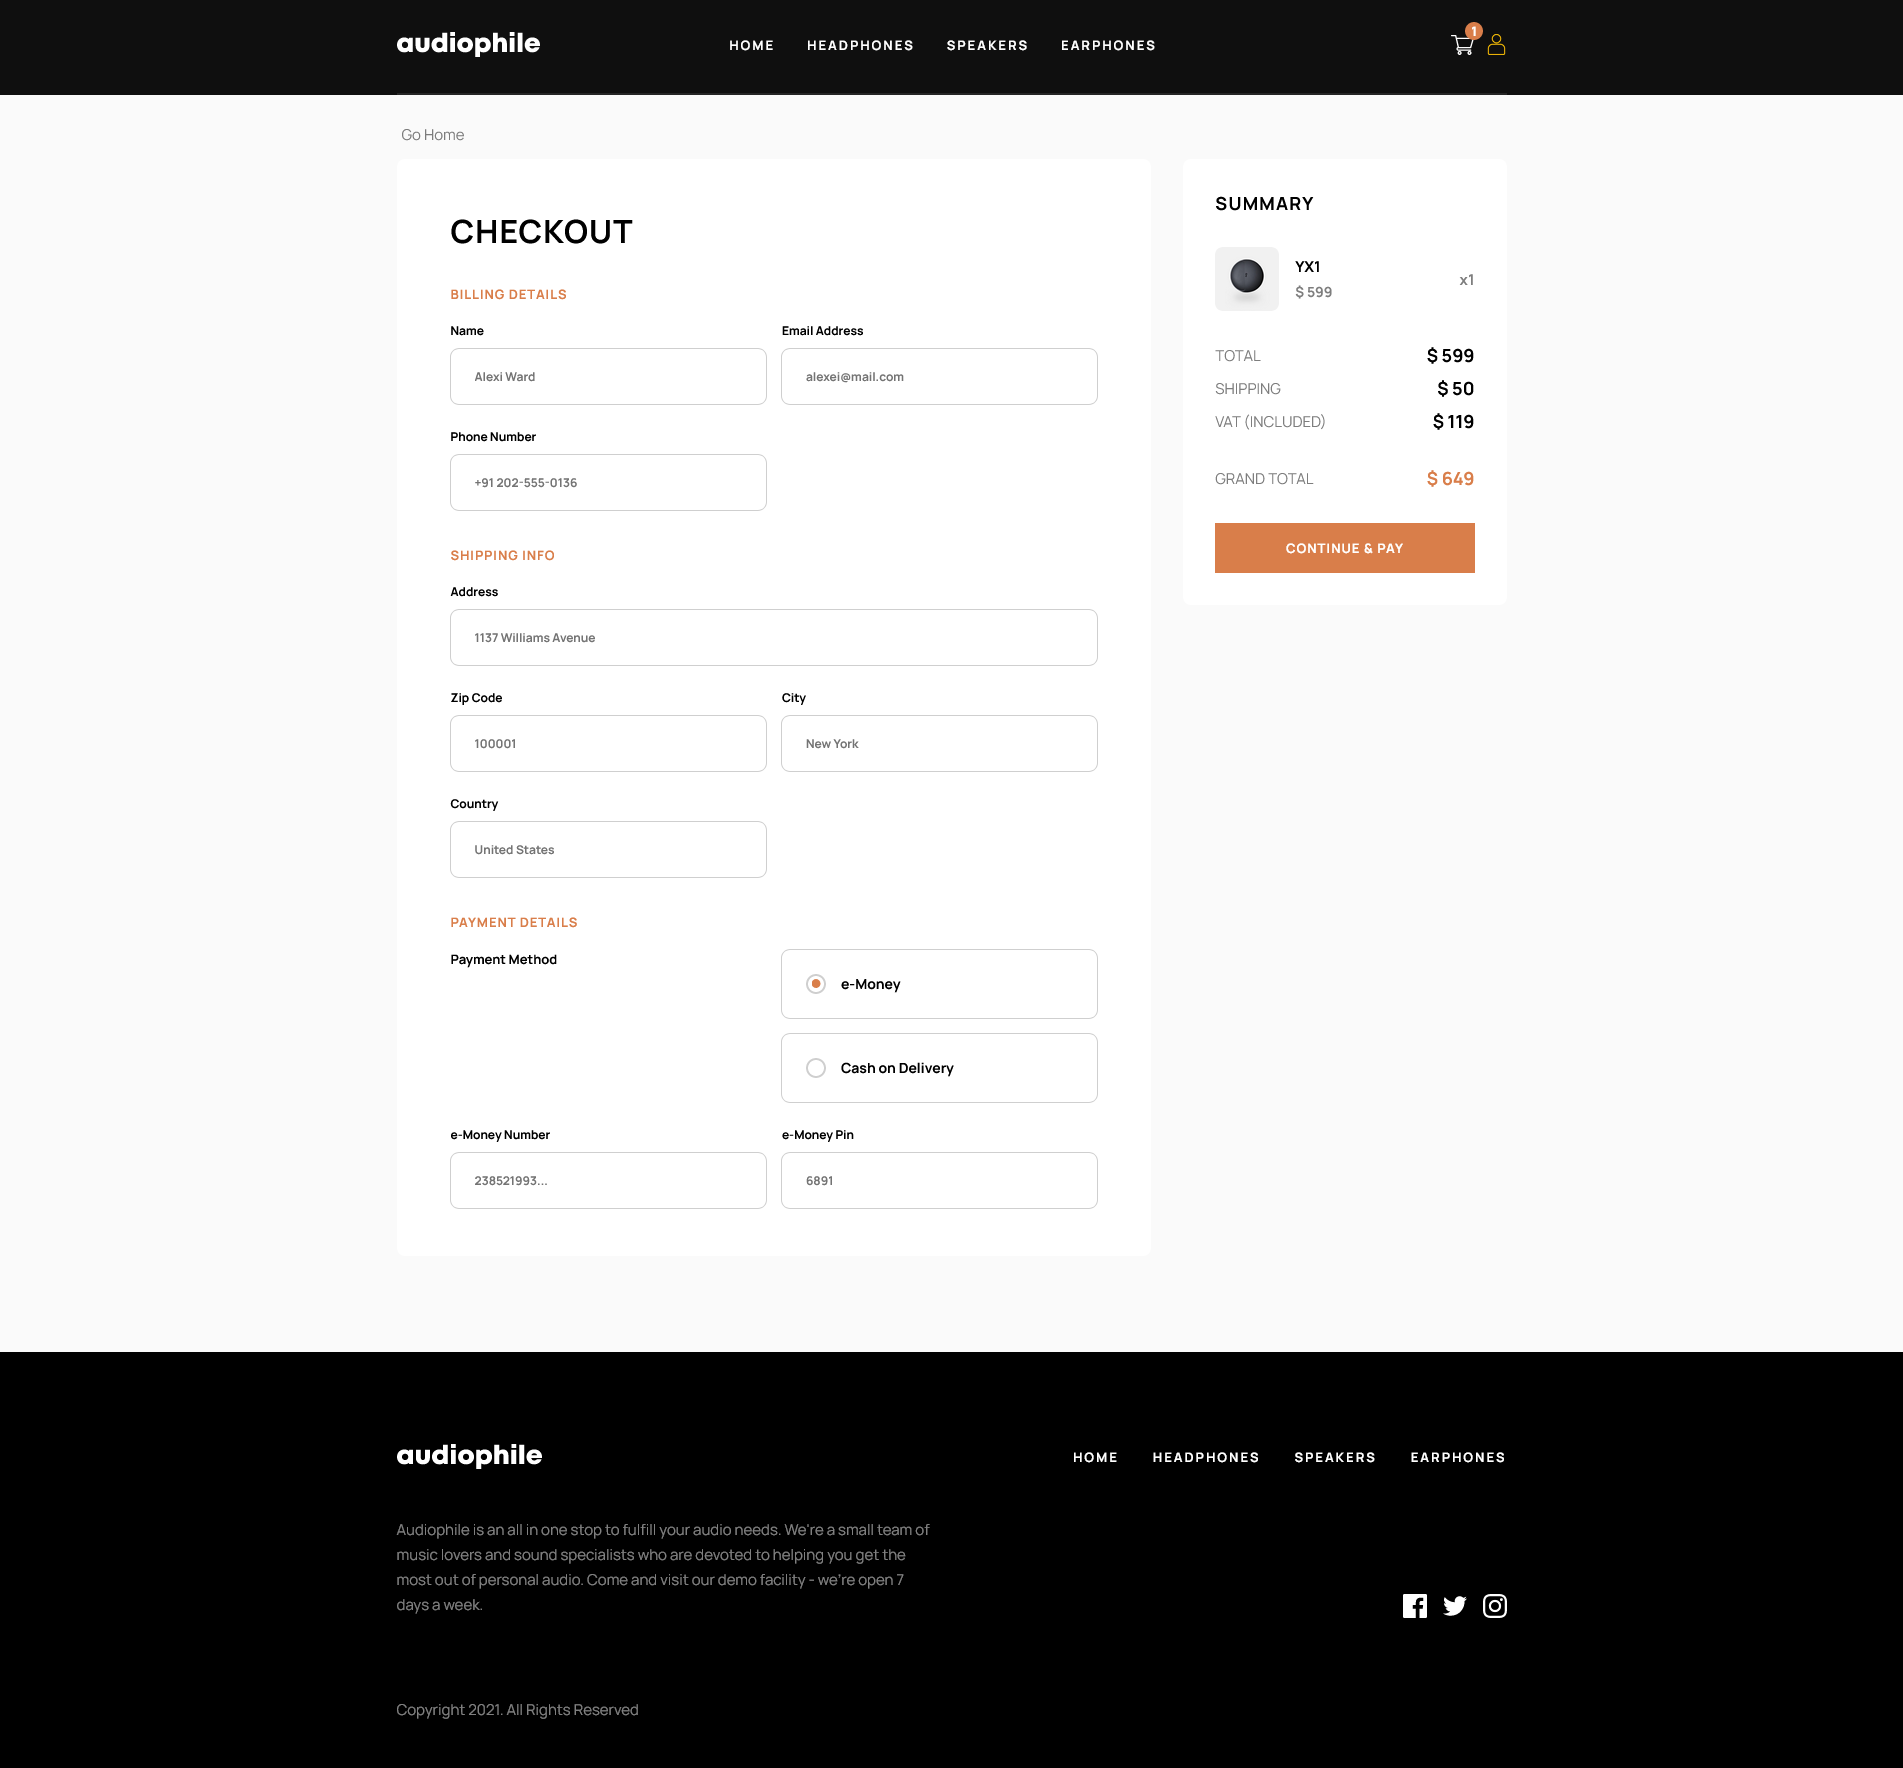 audiophile
HOME HEADPHONES SPEAKERS EARPHONES
1
Go Home
CHECKOUT
BILLING DETAILS
Name Email Address
Alexi Ward alexei@mail.com
Phone Number
+91 202-555-0136
SHIPPING INFO
Address
1137 Williams Avenue
Zip Code City
100001 New York
Country
United States
PAYMENT DETAILS
Payment Method
e-Money
Cash on Delivery
e-Money Number e-Money Pin
238521993... 6891
SUMMARY
YX1
$ 599
x1
TOTAL $ 599
SHIPPING $ 50
VAT (INCLUDED) $ 119
GRAND TOTAL $ 649
CONTINUE & PAY
audiophile
HOME HEADPHONES SPEAKERS EARPHONES
Audiophile is an all in one stop to fulfill your audio needs. We're a small team of
music lovers and sound specialists who are devoted to helping you get the
most out of personal audio. Come and visit our demo facility - we're open 7
days a week.
Copyright 2021. All Rights Reserved